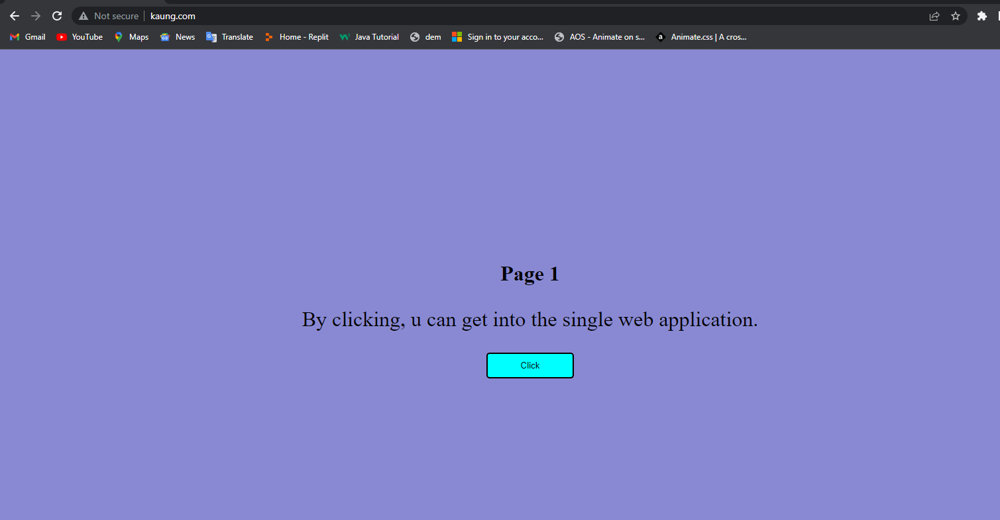 Not secure | kaung.com
Gmail YouTube Maps News Translate Home - Replit Java Tutorial dem Sign in to your acco... AOS - Animate on s... a Animate.css | A cros...
Page 1
By clicking, u can get into the single web application.
Click